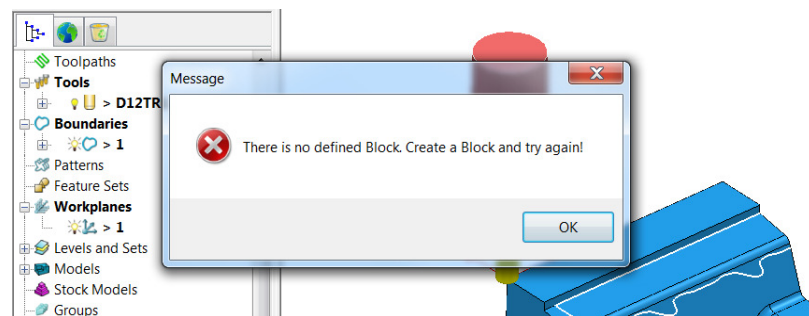 Toolpaths
Message
Tools
> D12TR
Boundaries
> 1
There is no defined Block. Create a Block and try again!
Patterns
Feature Sets
Workplanes
> 1
OK
Levels and Sets
Models
Stock Models
Groups